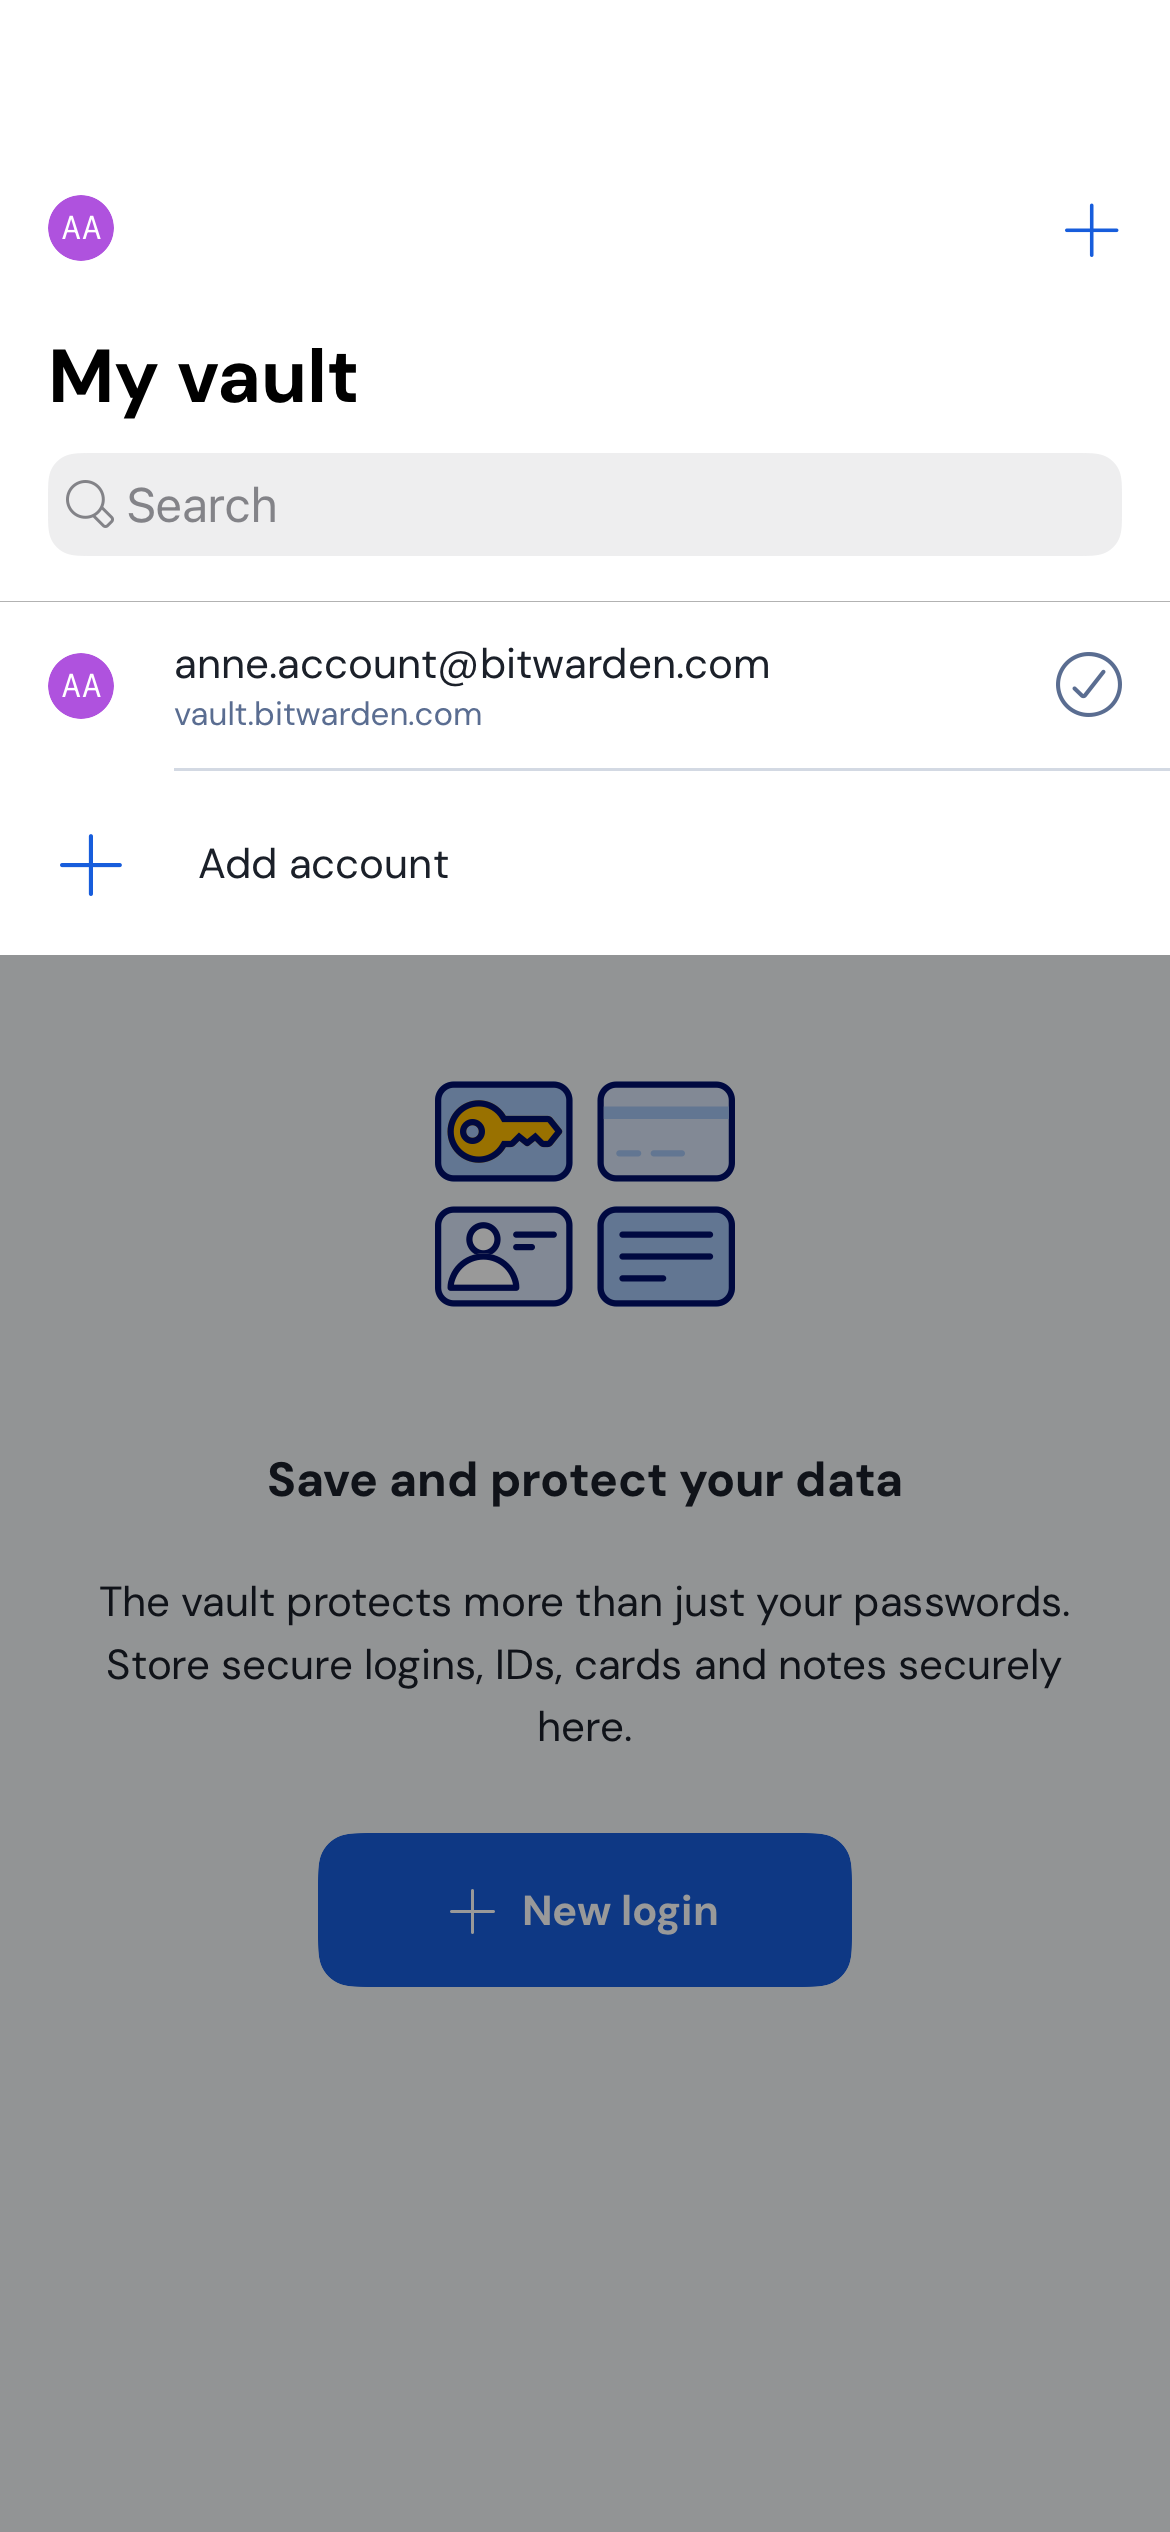 AA
My vault
Search
AA
anne.account@bitwarden.com
vault.bitwarden.com
Add account
Save and protect your data
The vault protects more than just your passwords.
Store secure logins, IDs, cards and notes securely
here.
New login